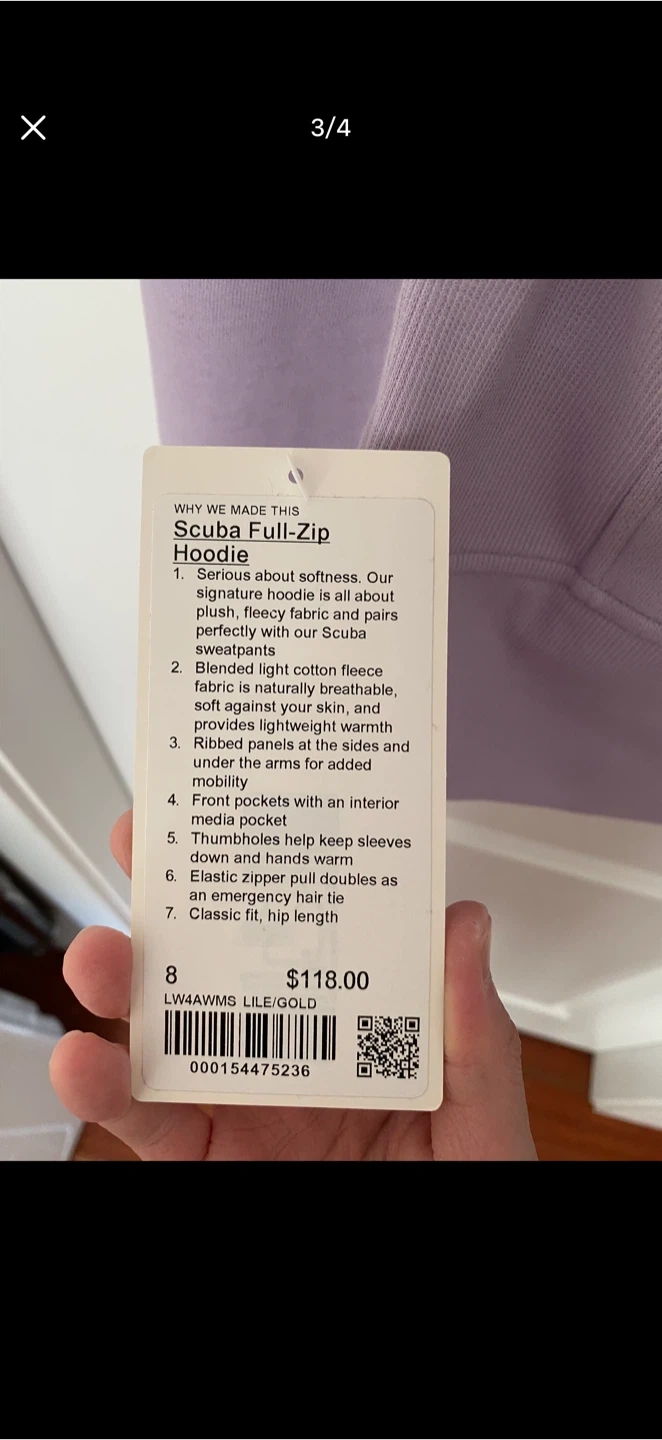 3/4
WHY WE MADE THIS
Scuba Full-Zip
Hoodie
1. Serious about softness. Our
signature hoodie is all about
plush, fleecy fabric and pairs
perfectly with our Scuba
sweatpants
2. Blended light cotton fleece
fabric is naturally breathable,
soft against your skin, and
provides lightweight warmth
3. Ribbed panels at the sides and
under the arms for added
mobility
4. Front pockets with an interior
media pocket
5. Thumbholes help keep sleeves
down and hands warm
6. Elastic zipper pull doubles as
an emergency hair tie
7. Classic fit, hip length
8 $118.00
LW4AWMS LILE/GOLD
000154475236